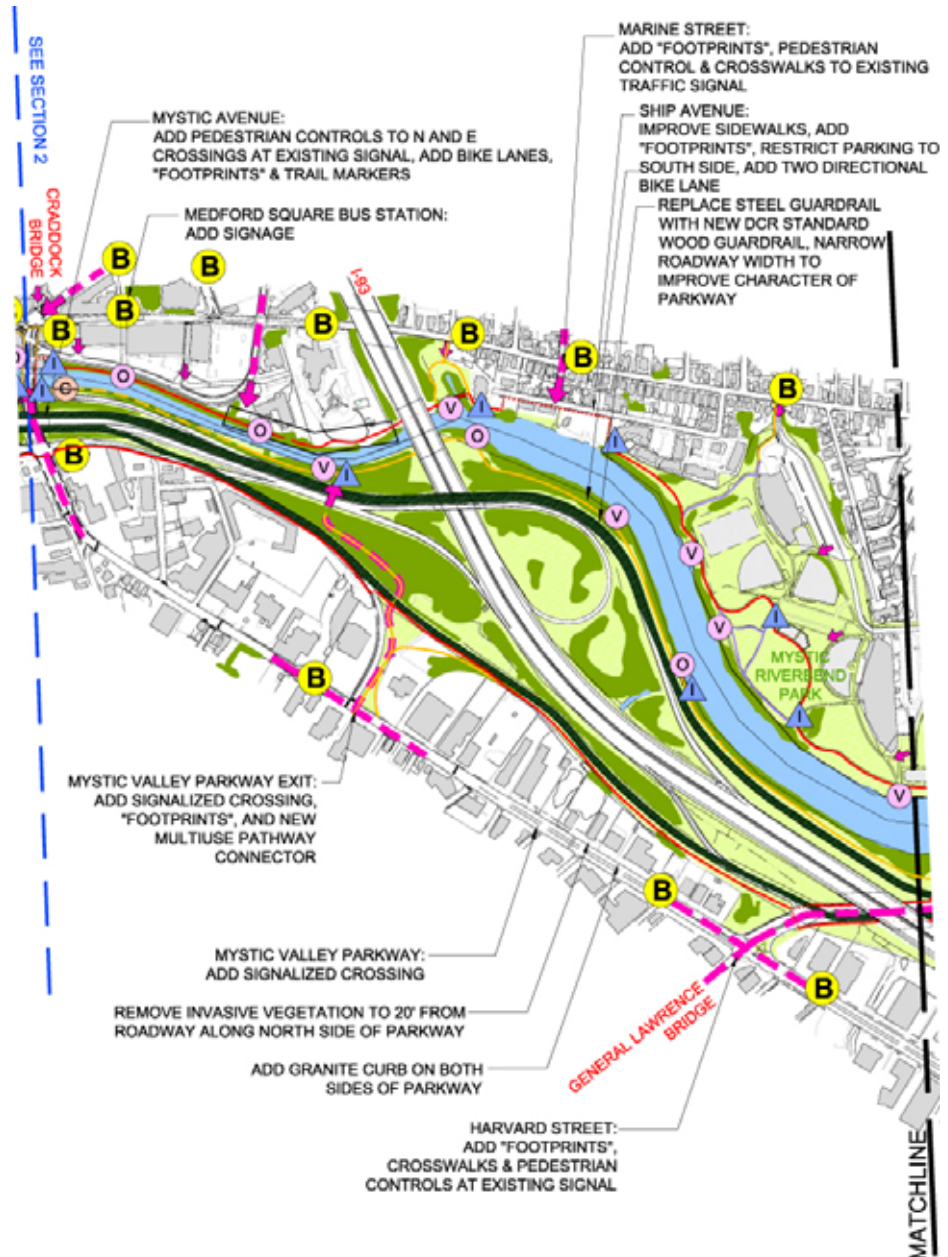 MARINE STREET:
ADD "FOOTPRINTS", PEDESTRIAN
CONTROL & CROSSWALKS TO EXISTING
TRAFFIC SIGNAL
SHIP AVENUE:
IMPROVE SIDEWALKS, ADD
"FOOTPRINTS", RESTRICT PARKING TO
SOUTH SIDE, ADD TWO DIRECTIONAL
BIKE LANE
REPLACE STEEL GUARDRAIL
WITH NEW DCR STANDARD
WOOD GUARDRAIL, NARROW
ROADWAY WIDTH TO
IMPROVE CHARACTER OF
PARKWAY
SEE SECTION 2
MYSTIC AVENUE:
ADD PEDESTRIAN CONTROLS TO N AND E
CROSSINGS AT EXISTING SIGNAL, ADD BIKE LANES,
"FOOTPRINTS" & TRAIL MARKERS
CRADDOCK
BRIDGE
MEDFORD SQUARE BUS STATION:
ADD SIGNAGE
I-93
B
B
B
B
B
B
B
B
B
I
I
C
O
O
O
V
I
V
I
O
I
V
V
V
I
O
I
I
V
MYSTIC
RIVERBEND
PARK
B
B
B
MYSTIC VALLEY PARKWAY EXIT:
ADD SIGNALIZED CROSSING,
"FOOTPRINTS", AND NEW
MULTIUSE PATHWAY
CONNECTOR
MYSTIC VALLEY PARKWAY:
ADD SIGNALIZED CROSSING
REMOVE INVASIVE VEGETATION TO 20' FROM
ROADWAY ALONG NORTH SIDE OF PARKWAY
ADD GRANITE CURB ON BOTH
SIDES OF PARKWAY
GENERAL LAWRENCE
BRIDGE
HARVARD STREET:
ADD "FOOTPRINTS",
CROSSWALKS & PEDESTRIAN
CONTROLS AT EXISTING SIGNAL
MATCHLINE